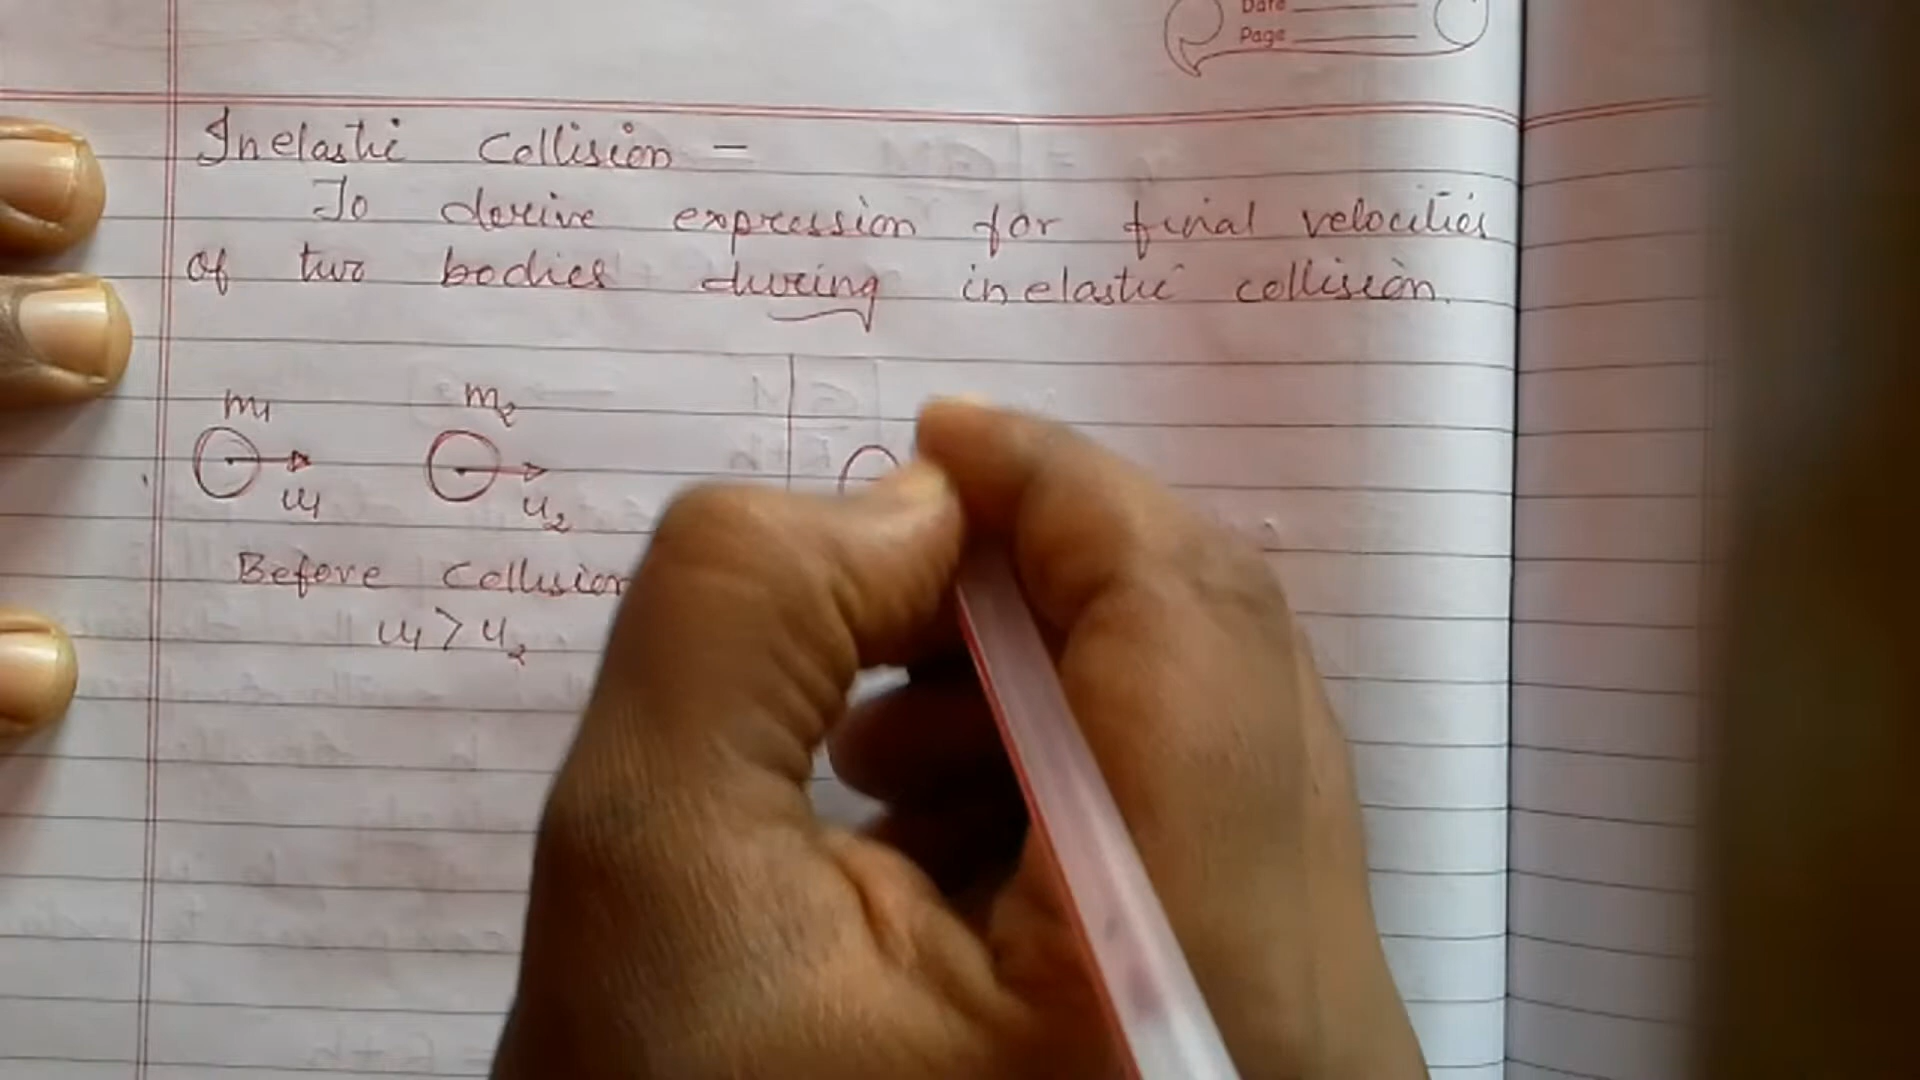 Date
Page
Inelastic Collision -
To derive expression for final velocities
of two bodies during inelastic collision.
m1 m2
u1 u2
Before Collision
u1 > u2